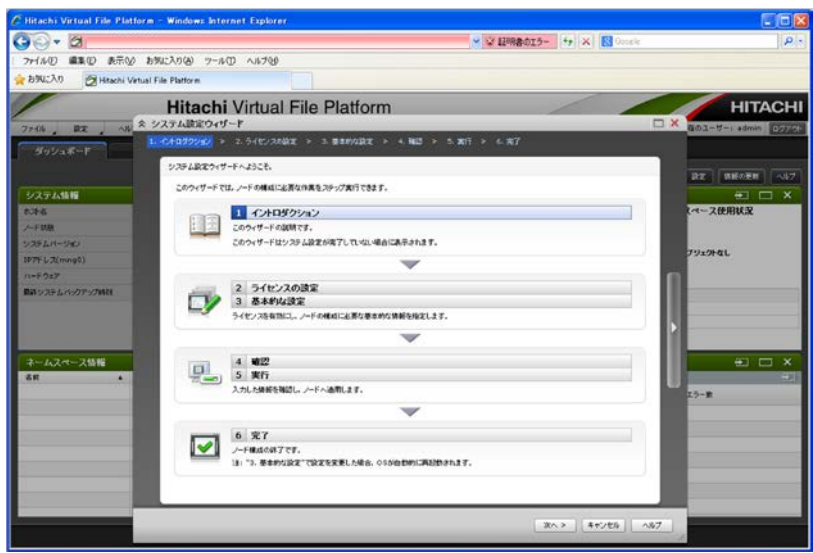 Hitachi Virtual File Platform - Windows Internet Explorer
証明書のエラー
Google
ファイル(F) 編集(E) 表示(V) お気に入り(A) ツール(T) ヘルプ(H)
お気に入り
Hitachi Virtual File Platform
Hitachi Virtual File Platform
HITACHI
ファイル 設定
admin ログアウト
ダッシュボード
設定 情報の更新 ヘルプ
システム情報
ホスト名
ノード状態
システムバージョン
IPアドレス(mng0)
ハードウェア
最終システムバックアップ時刻
ペース使用状況
ブジェクトなし
ネームスペース情報
名前
エラー数
システム設定ウィザード
1. イントロダクション > 2. ライセンスの設定 > 3. 基本的な設定 > 4. 確認 > 5. 実行 > 6. 完了
システム設定ウィザードへようこそ。
このウィザードでは、ノードの構成に必要な作業をステップ実行できます。
1 イントロダクション
このウィザードの説明です。
このウィザードはシステム設定が完了していない場合に表示されます。
2 ライセンスの設定
3 基本的な設定
ライセンスを有効にし、ノードの構成に必要な基本的な情報を指定します。
4 確認
5 実行
入力した情報を確認し、ノードへ適用します。
6 完了
ノード構成の終了です。
注: "3. 基本的な設定"で設定を変更した場合、OSが自動的に再起動されます。
次へ > キャンセル ヘルプ